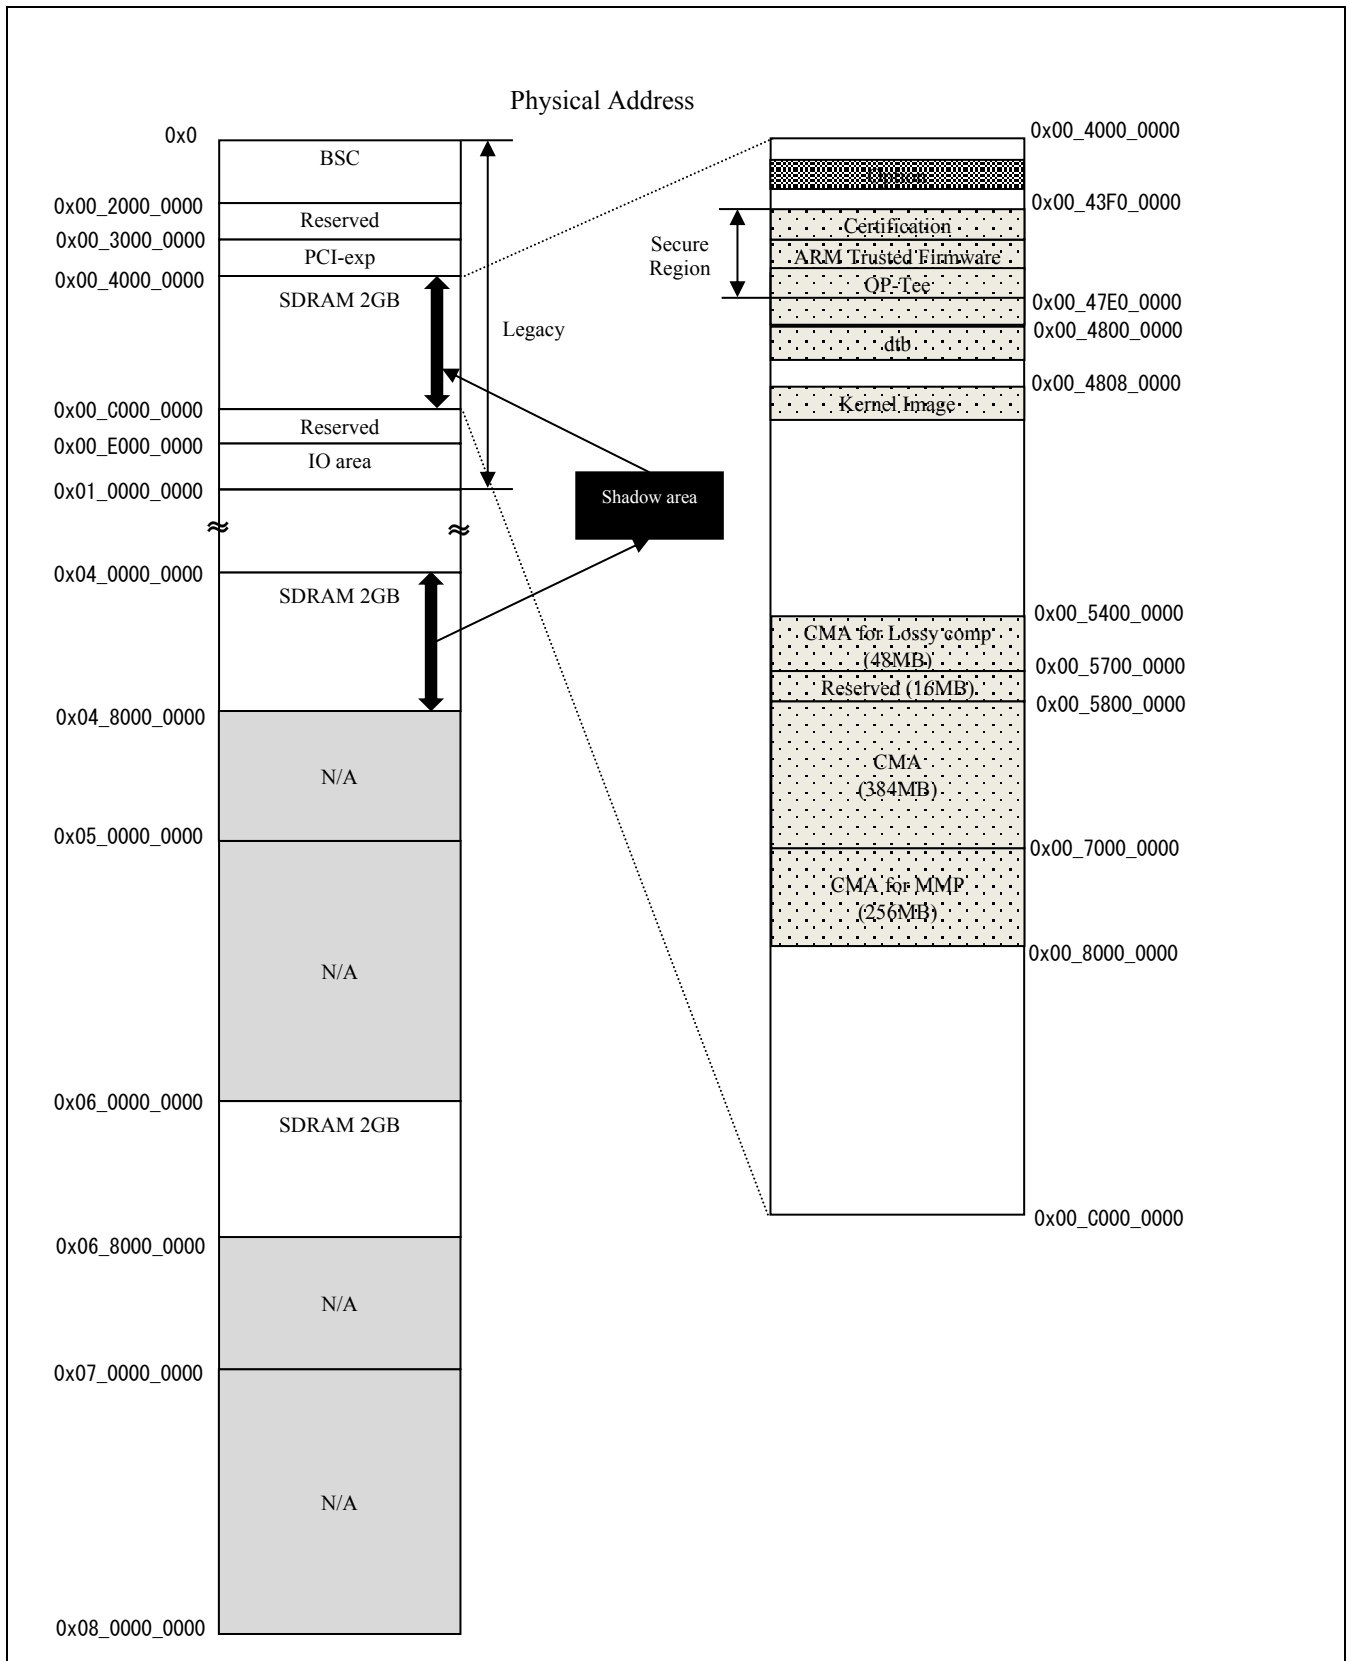 Physical Address
0x0
BSC
0x00_2000_0000
Reserved
0x00_3000_0000
PCI-exp
0x00_4000_0000
SDRAM 2GB
Legacy
0x00_C000_0000
Reserved
0x00_E000_0000
IO area
0x01_0000_0000
Shadow area
0x04_0000_0000
SDRAM 2GB
0x04_8000_0000
N/A
0x05_0000_0000
N/A
0x06_0000_0000
SDRAM 2GB
0x06_8000_0000
N/A
0x07_0000_0000
N/A
0x08_0000_0000
0x00_4000_0000
0x00_43F0_0000
Secure
Region
Certification
ARM Trusted Firmware
OP-Tee
0x00_47E0_0000
0x00_4800_0000
dtb
0x00_4808_0000
Kernel Image
0x00_5400_0000
CMA for Lossy comp
(48MB)
0x00_5700_0000
Reserved (16MB)
0x00_5800_0000
CMA
(384MB)
0x00_7000_0000
CMA for MMP
(256MB)
0x00_8000_0000
0x00_C000_0000